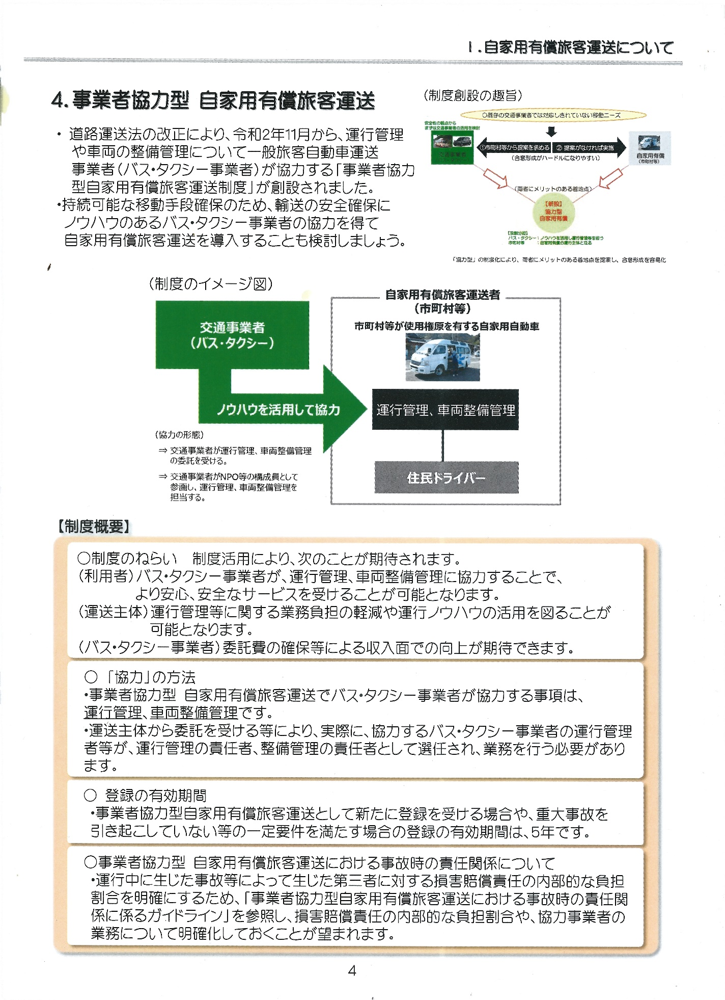 1.自家用有償旅客運送について
4.事業者協力型 自家用有償旅客運送
・ 道路運送法の改正により、令和2年11月から、運行管理
や車両の整備管理について一般旅客自動車運送
事業者（バス・タクシー事業者）が協力する「事業者協力
型自家用有償旅客運送制度」が創設されました。
・持続可能な移動手段確保のため、輸送の安全確保に
ノウハウのあるバス・タクシー事業者の協力を得て
自家用有償旅客運送を導入することも検討しましょう。
（制度創設の趣旨）
○既存の交通事業者では対応しきれていない移動ニーズ
安全性の観点から
まずは交通事業者の活用を検討
交通事業者
①市町村等から提案を求める
② 提案がなければ実施
（合意形成がハードルになりやすい）
自家用有償
（市町村等）
（両者にメリットのある着地点）
【新設】
協力型
自家用有償
【役割分担】
バス・タクシー：ノウハウを活用し運行管理等を担う
市町村等 ：自家用有償の運行主体となる
「協力型」の制度化により、両者にメリットのある着地点を提案し、合意形成を容易化
（制度のイメージ図）
交通事業者
（バス・タクシー）
ノウハウを活用して協力
（協力の形態）
⇒ 交通事業者が運行管理、車両整備管理
の委託を受ける。
⇒ 交通事業者がNPO等の構成員として
参画し、運行管理、車両整備管理を
担当する。
自家用有償旅客運送者
（市町村等）
市町村等が使用権原を有する自家用自動車
運行管理、車両整備管理
住民ドライバー
【制度概要】
○制度のねらい 制度活用により、次のことが期待されます。
（利用者）バス・タクシー事業者が、運行管理、車両整備管理に協力することで、
より安心、安全なサービスを受けることが可能となります。
（運送主体）運行管理等に関する業務負担の軽減や運行ノウハウの活用を図ることが
可能となります。
（バス・タクシー事業者）委託費の確保等による収入面での向上が期待できます。
○ 「協力」の方法
・事業者協力型 自家用有償旅客運送でバス・タクシー事業者が協力する事項は、
運行管理、車両整備管理です。
・運送主体から委託を受ける等により、実際に、協力するバス・タクシー事業者の運行管理
者等が、運行管理の責任者、整備管理の責任者として選任され、業務を行う必要があり
ます。
○ 登録の有効期間
・事業者協力型自家用有償旅客運送として新たに登録を受ける場合や、重大事故を
引き起こしていない等の一定要件を満たす場合の登録の有効期間は、5年です。
○事業者協力型 自家用有償旅客運送における事故時の責任関係について
・運行中に生じた事故等によって生じた第三者に対する損害賠償責任の内部的な負担
割合を明確にするため、「事業者協力型自家用有償旅客運送における事故時の責任関
係に係るガイドライン」を参照し、損害賠償責任の内部的な負担割合や、協力事業者の
業務について明確化しておくことが望まれます。
4